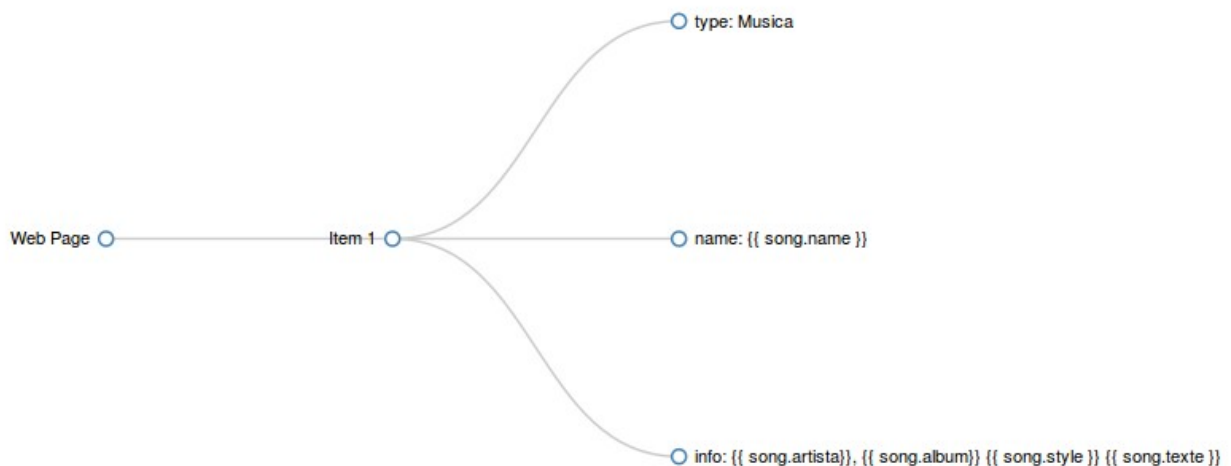 type: Musica
Web Page
Item 1
name: {{ song.name }}
info: {{ song.artista}}, {{ song.album}} {{ song.style }} {{ song.texte }}